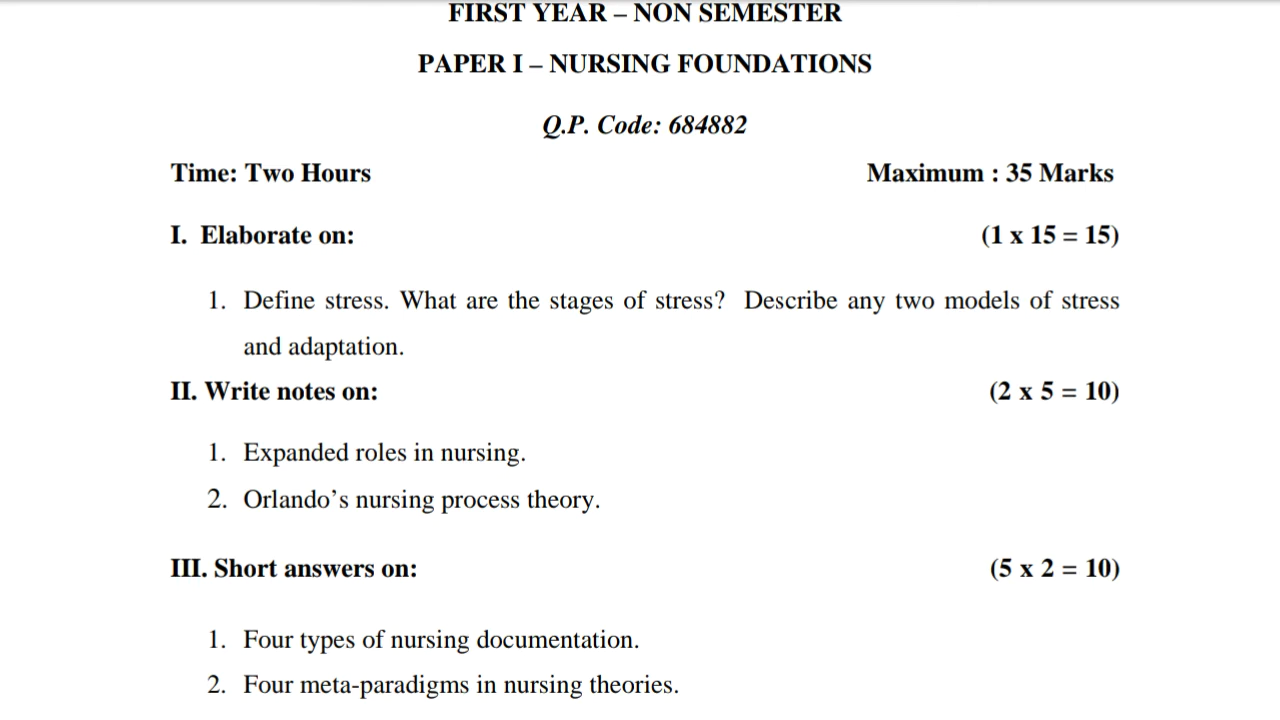 FIRST YEAR – NON SEMESTER
PAPER I – NURSING FOUNDATIONS
Q.P. Code: 684882
Time: Two Hours Maximum : 35 Marks
I. Elaborate on: (1 x 15 = 15)
1. Define stress. What are the stages of stress? Describe any two models of stress
and adaptation.
II. Write notes on: (2 x 5 = 10)
1. Expanded roles in nursing.
2. Orlando’s nursing process theory.
III. Short answers on: (5 x 2 = 10)
1. Four types of nursing documentation.
2. Four meta-paradigms in nursing theories.